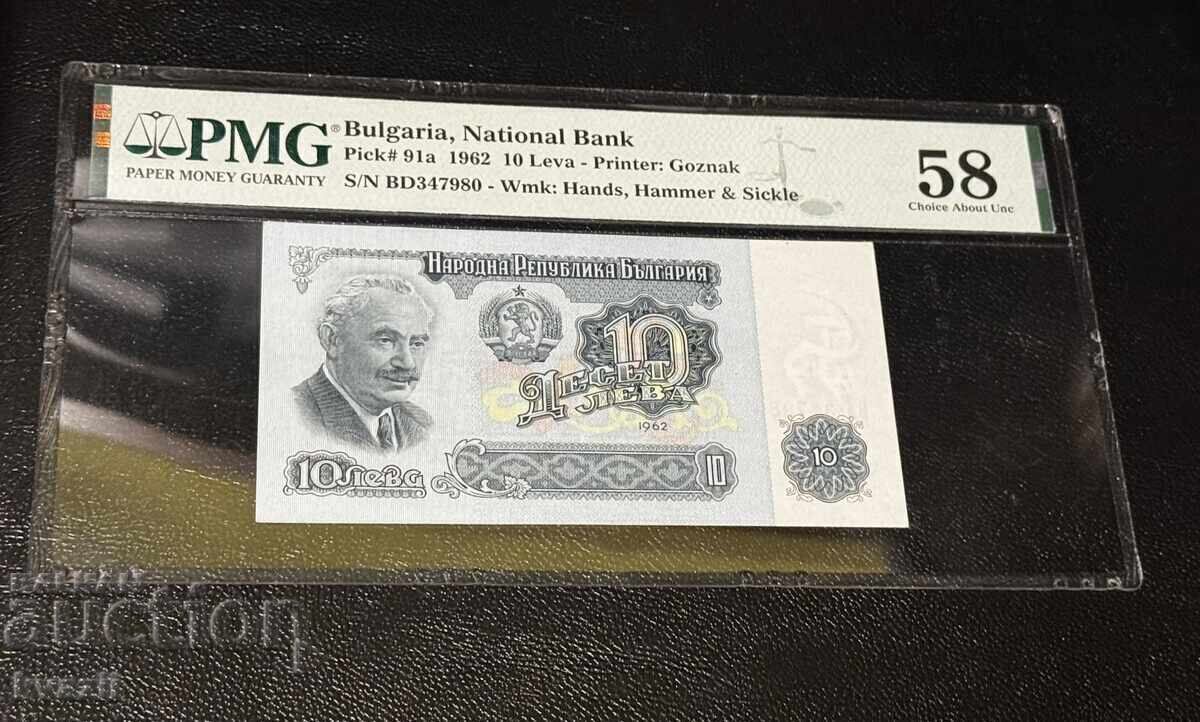 PMG®
PAPER MONEY GUARANTY
Bulgaria, National Bank
Pick# 91a 1962 10 Leva - Printer: Goznak
S/N BD347980 - Wmk: Hands, Hammer & Sickle
58
Choice About Unc
НАРОДНА РЕПУБЛИКА БЪЛГАРИЯ
10
ДЕСЕТ
ЛЕВА
1962
10 ЛЕВА
10
10
auction